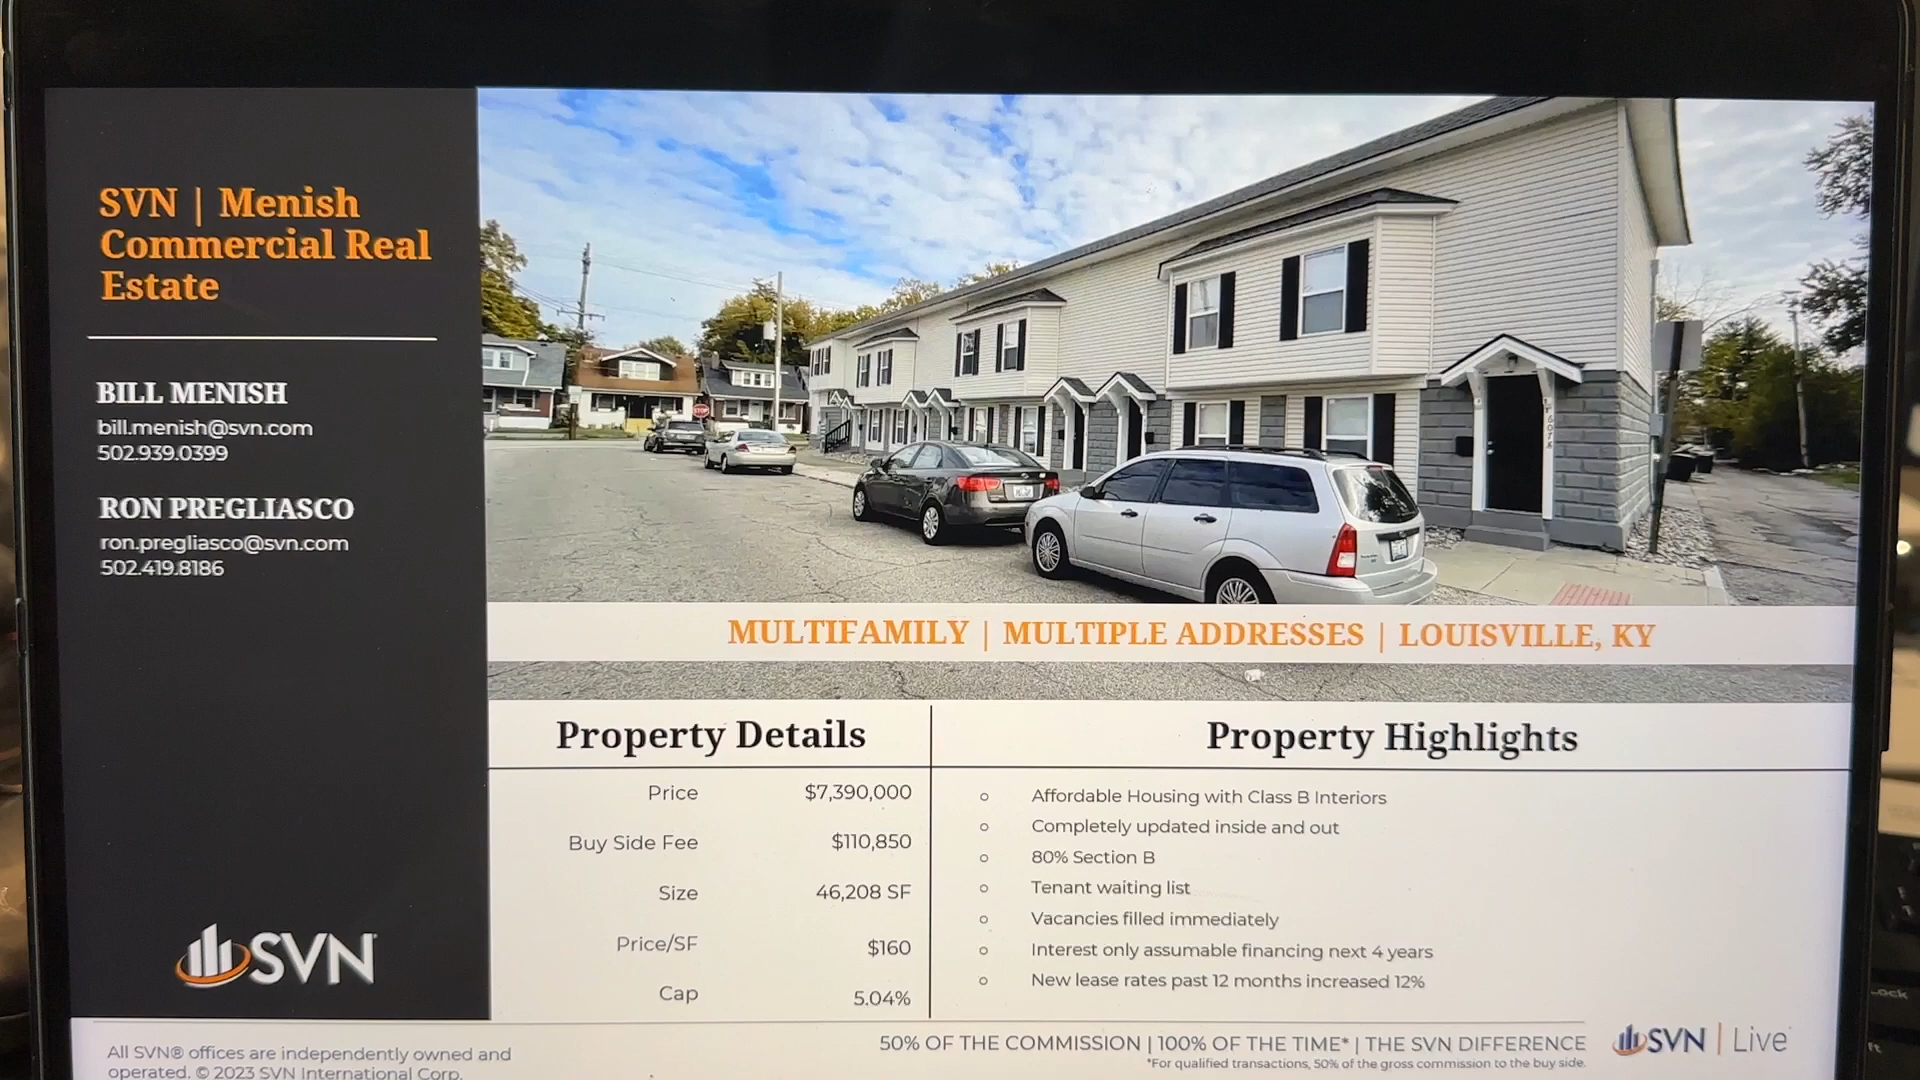 SVN | Menish
Commercial Real
Estate
BILL MENISH
bill.menish@svn.com
502.939.0399
RON PREGLIASCO
ron.pregliasco@svn.com
502.419.8186
SVN
STOP
MULTIFAMILY | MULTIPLE ADDRESSES | LOUISVILLE, KY
Property Details
Price $7,390,000
Buy Side Fee $110,850
Size 46,208 SF
Price/SF $160
Cap 5.04%
Property Highlights
Affordable Housing with Class B Interiors
Completely updated inside and out
80% Section B
Tenant waiting list
Vacancies filled immediately
Interest only assumable financing next 4 years
New lease rates past 12 months increased 12%
All SVN® offices are independently owned and
operated. © 2023 SVN International Corp.
50% OF THE COMMISSION | 100% OF THE TIME* | THE SVN DIFFERENCE
*For qualified transactions, 50% of the gross commission to the buy side.
SVN | Live